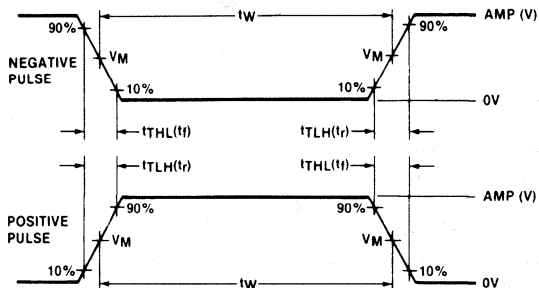 tW
AMP (V)
90%
90%
NEGATIVE
PULSE
VM
VM
10%
10%
0V
tTHL(tf)
tTLH(tr)
tTLH(tr)
tTHL(tf)
AMP (V)
90%
90%
POSITIVE
PULSE
VM
VM
10%
10%
tW
0V